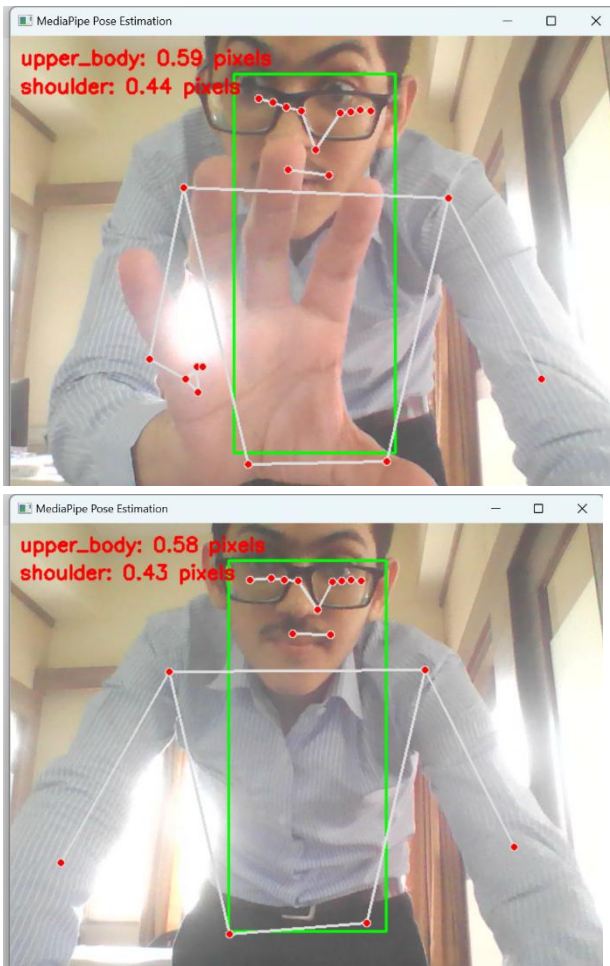 MediaPipe Pose Estimation
upper_body: 0.59 pixels
shoulder: 0.44 pixels
MediaPipe Pose Estimation
upper_body: 0.58 pixels
shoulder: 0.43 pixels